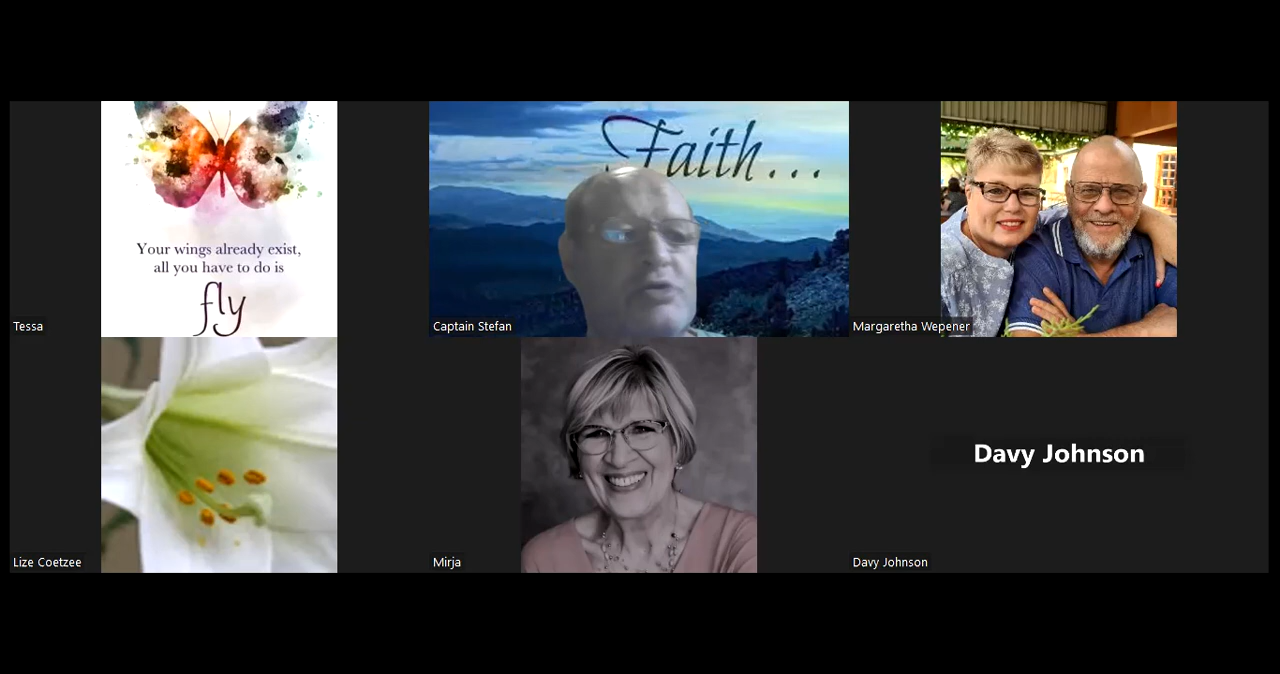 Your wings already exist,
all you have to do is
fly
Tessa
Faith...
Captain Stefan
Margaretha Wepener
Lize Coetzee
Mirja
Davy Johnson
Davy Johnson